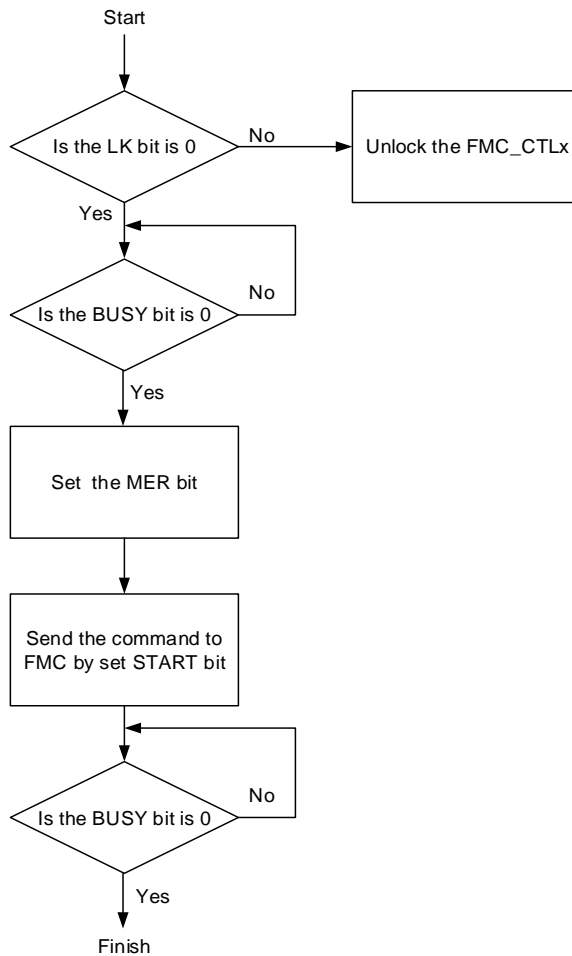 Start
Is the LK bit is 0
No
Unlock the FMC_CTLx
Yes
Is the BUSY bit is 0
No
Yes
Set the MER bit
Send the command to
FMC by set START bit
Is the BUSY bit is 0
No
Yes
Finish